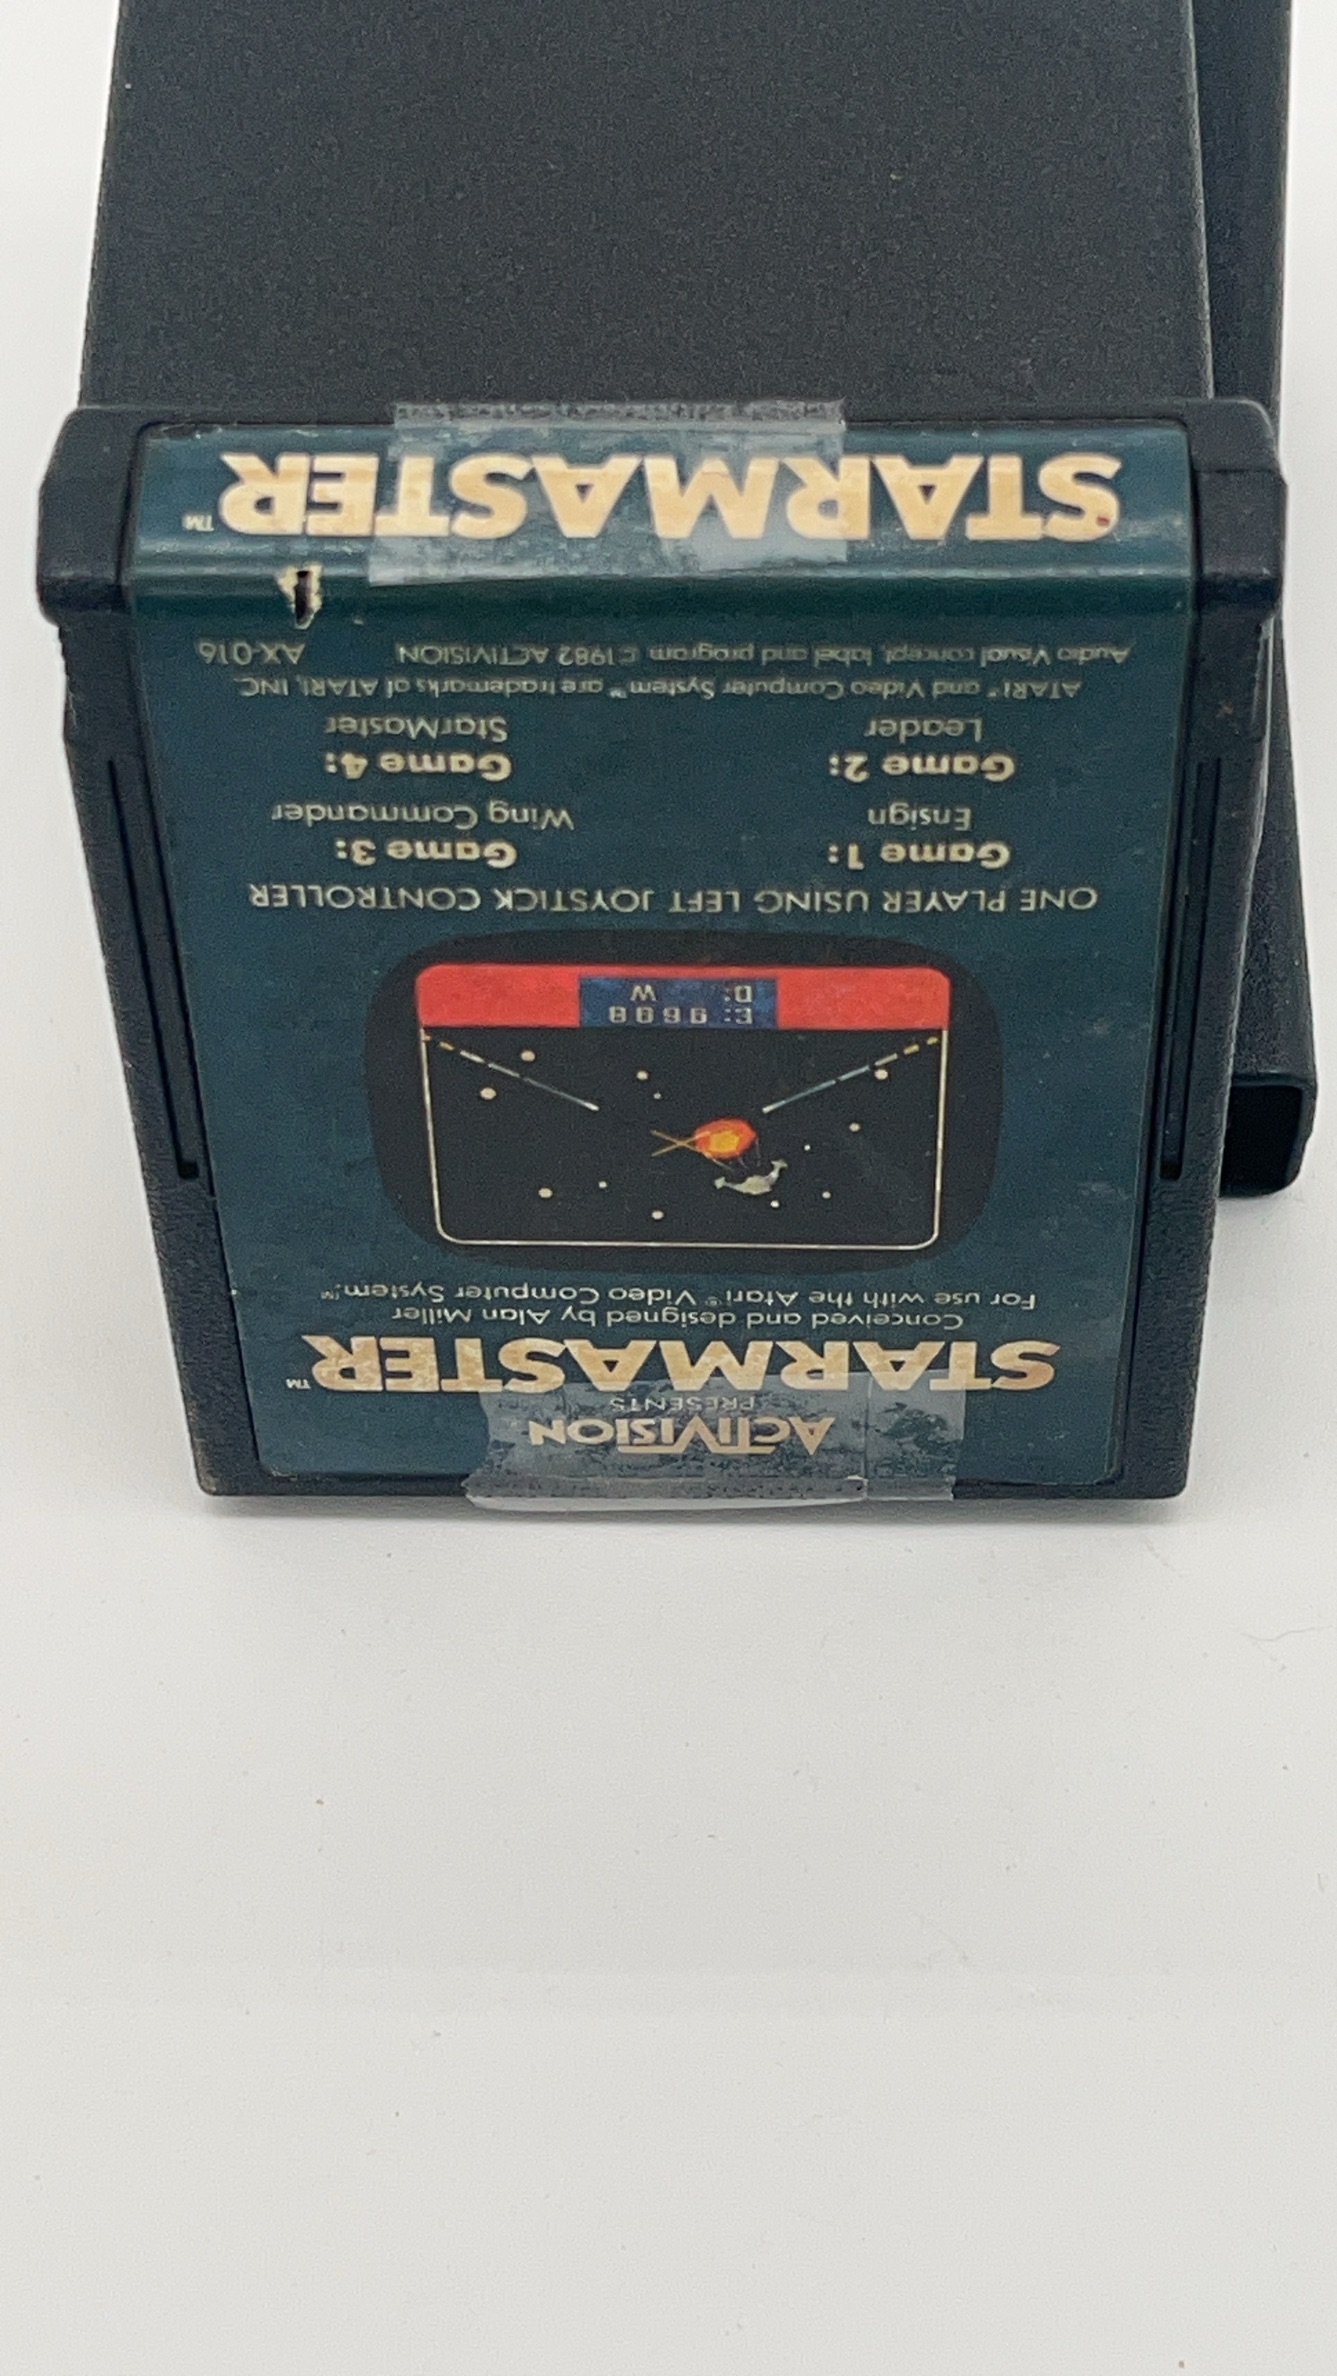 ACTIVISION
PRESENTS
STARMASTER™
Conceived and designed by Alan Miller
For use with the Atari® Video Computer System™
E: 9608
D: W
ONE PLAYER USING LEFT JOYSTICK CONTROLLER
Game 1: Game 3:
Ensign Wing Commander
Game 2: Game 4:
Leader StarMaster
ATARI® and Video Computer System™ are trademarks of ATARI, INC.
Audio Visual concept, label and program ©1982 ACTIVISION AX-016
STARMASTER™